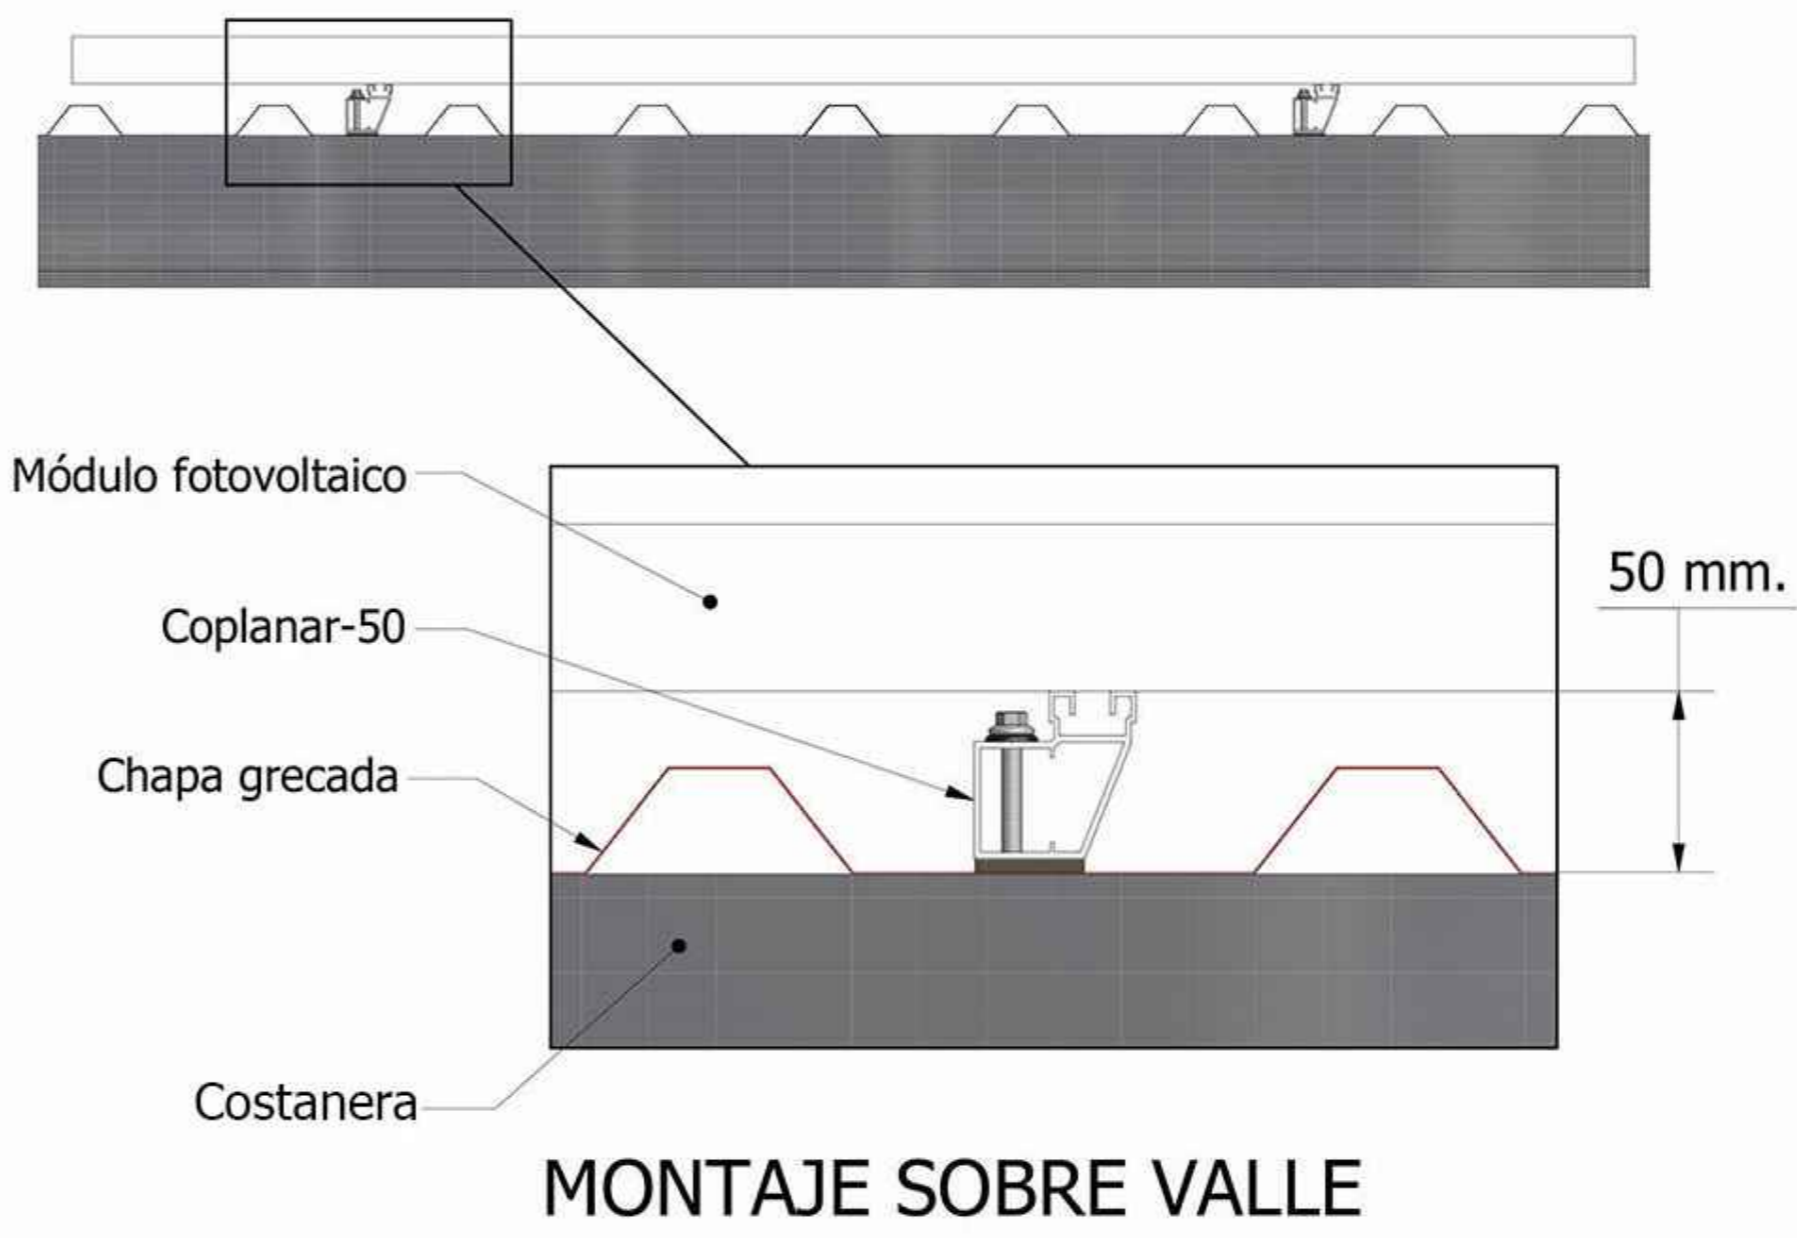 Módulo fotovoltaico
50 mm.
Coplanar-50
Chapa grecada
Costanera
MONTAJE SOBRE VALLE